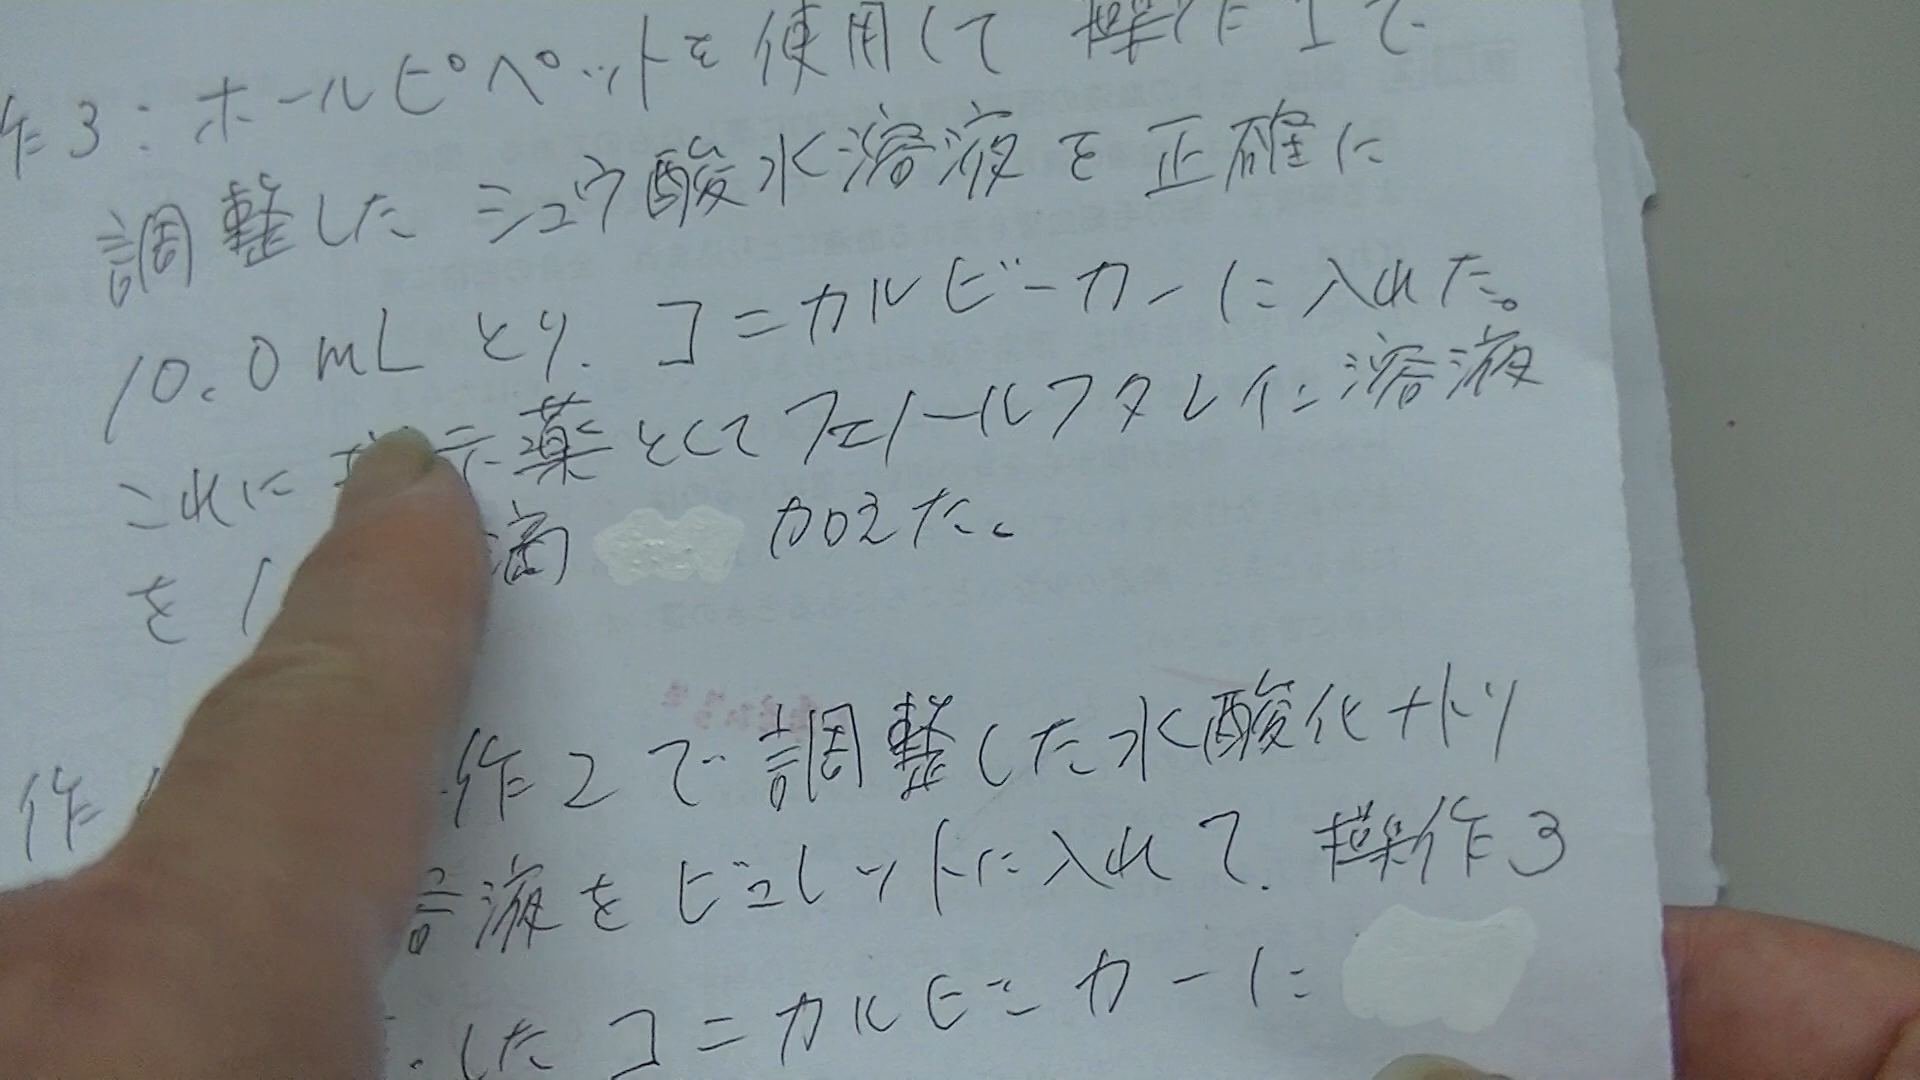 作3：ホールピペットを使用して操作1で
調整したシュウ酸水溶液を正確に
10.0mLとり、コニカルビーカーに入れた。
これに 示薬としてフェノールフタレイン溶液
を1 滴 加えた。
作 作2で調整した水酸化ナトリ
溶液をビュレットに入れて、操作3
したコニカルビーカーに